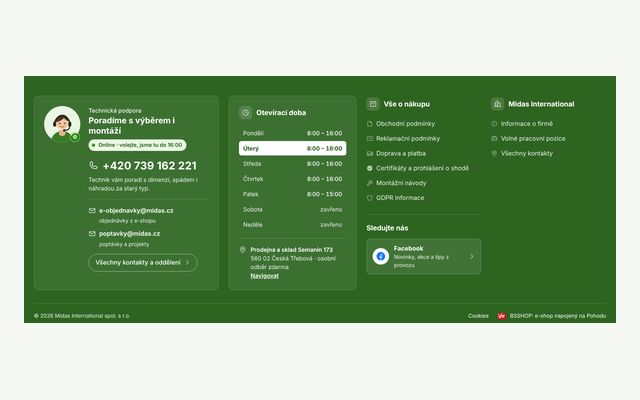 Technická podpora
Poradíme s výběrem i
montáží
Online · volejte, jsme tu do 16:00
+420 739 162 221
Technik vám poradí s dimenzí, spádem i
náhradou za starý typ.
e-objednavky@midas.cz
objednávky z e-shopu
poptavky@midas.cz
poptávky a projekty
Všechny kontakty a oddělení
Otevírací doba
Pondělí 8:00 – 16:00
Úterý 8:00 – 16:00
Středa 8:00 – 16:00
Čtvrtek 8:00 – 16:00
Pátek 8:00 – 15:00
Sobota zavřeno
Neděle zavřeno
Prodejna a sklad Semanín 173
560 02 Česká Třebová · osobní
odběr zdarma
Navigovat
Vše o nákupu
Obchodní podmínky
Reklamační podmínky
Doprava a platba
Certifikáty a prohlášení o shodě
Montážní návody
GDPR informace
Sledujte nás
Facebook
Novinky, akce a tipy z
provozu
Midas International
Informace o firmě
Volné pracovní pozice
Všechny kontakty
© 2026 Midas International spol. s r.o.
Cookies
BSSHOP: e-shop napojený na Pohodu